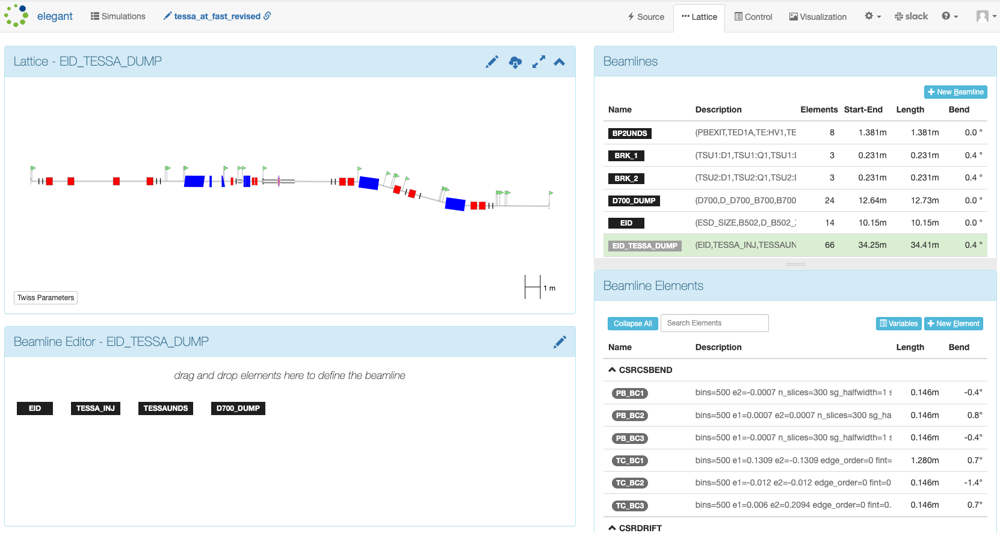 elegant Simulations tessa_at_fast_revised Source Lattice Control Visualization slack
Lattice - EID_TESSA_DUMP
1 m
Twiss Parameters
Beamline Editor - EID_TESSA_DUMP
drag and drop elements here to define the beamline
EID TESSA_INJ TESSAUNDS D700_DUMP
Beamlines
New Beamline
Name Description Elements Start-End Length Bend
BP2UNDS (PBEXIT,TED1A,TE:HV1,TE 8 1.381m 1.381m 0.0 °
BRK_1 (TSU1:D1,TSU1:Q1,TSU1: 3 0.231m 0.231m 0.4 °
BRK_2 (TSU2:D1,TSU2:Q1,TSU2: 3 0.231m 0.231m 0.4 °
D700_DUMP (D700,D_D700_B700,B700 24 12.64m 12.73m 0.0 °
EID (ESD_SIZE,B502,D_B502_ 14 10.15m 10.15m 0.0 °
EID_TESSA_DUMP (EID,TESSA_INJ,TESSAUN 66 34.25m 34.41m 0.4 °
Beamline Elements
Collapse All Search Elements Variables New Element
Name Description Length Bend
CSRCSBEND
PB_BC1 bins=500 e2=-0.0007 n_slices=300 sg_halfwidth=1 s 0.146m -0.4°
PB_BC2 bins=500 e1=0.0007 e2=0.0007 n_slices=300 sg_ha 0.146m 0.8°
PB_BC3 bins=500 e1=-0.0007 n_slices=300 sg_halfwidth=1 s 0.146m -0.4°
TC_BC1 bins=500 e1=0.1309 e2=-0.1309 edge_order=0 fint= 1.280m 0.7°
TC_BC2 bins=500 e1=-0.012 e2=-0.012 edge_order=0 fint=0 0.146m -1.4°
TC_BC3 bins=500 e1=0.006 e2=0.2094 edge_order=0 fint=0. 0.146m 0.7°
CSRDRIFT